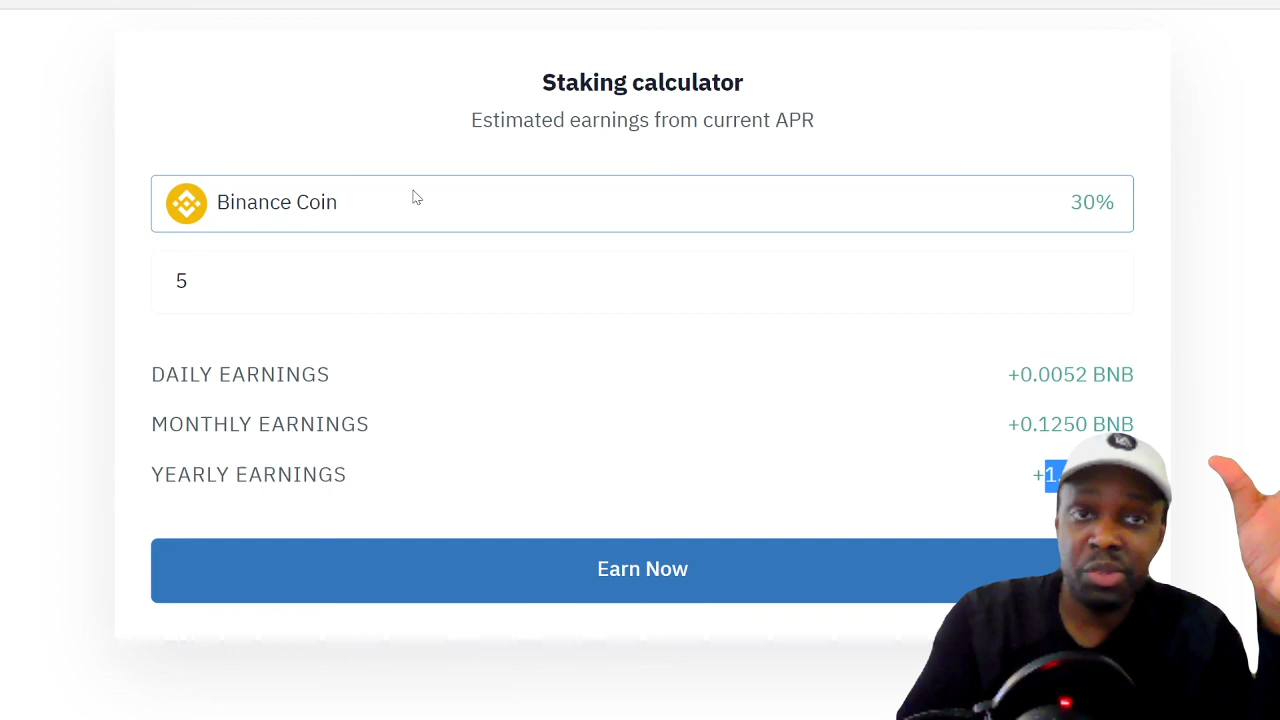 Staking calculator
Estimated earnings from current APR
Binance Coin 30%
5
DAILY EARNINGS +0.0052 BNB
MONTHLY EARNINGS +0.1250 BNB
YEARLY EARNINGS +1.
Earn Now